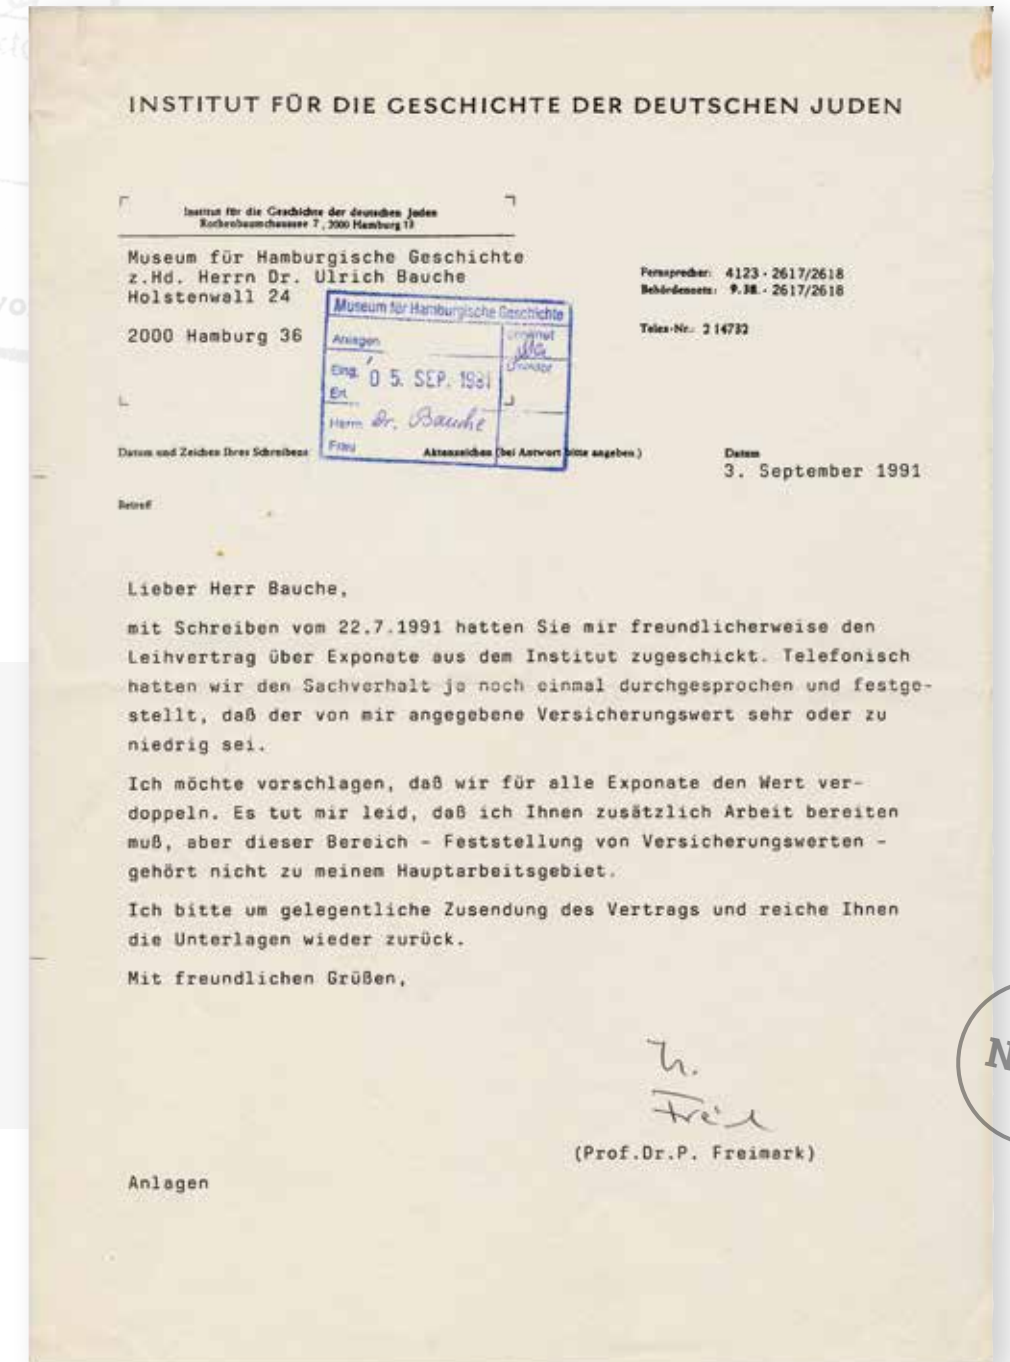 INSTITUT FÜR DIE GESCHICHTE DER DEUTSCHEN JUDEN
Institut für die Geschichte der deutschen Juden
Rothenbaumchaussee 7, 2000 Hamburg 13
Museum für Hamburgische Geschichte
z.Hd. Herrn Dr. Ulrich Bauche
Holstenwall 24
2000 Hamburg 36
Fernsprecher: 4123 - 2617/2618
Behördennetz: 9.38. - 2617/2618
Telex-Nr.: 2 14732
Museum für Hamburgische Geschichte
Anlagen
Eing. 05. SEP. 1991
Erl.
Herrn Dr. Bauche
Frau
Datum und Zeichen Ihres Schreibens
Aktenzeichen (bei Antwort bitte angeben.)
Datum
3. September 1991
Betreff
Lieber Herr Bauche,
mit Schreiben vom 22.7.1991 hatten Sie mir freundlicherweise den
Leihvertrag über Exponate aus dem Institut zugeschickt. Telefonisch
hatten wir den Sachverhalt ja noch einmal durchgesprochen und festge-
stellt, daß der von mir angegebene Versicherungswert sehr oder zu
niedrig sei.
Ich möchte vorschlagen, daß wir für alle Exponate den Wert ver-
doppeln. Es tut mir leid, daß ich Ihnen zusätzlich Arbeit bereiten
muß, aber dieser Bereich - Feststellung von Versicherungswerten -
gehört nicht zu meinem Hauptarbeitsgebiet.
Ich bitte um gelegentliche Zusendung des Vertrags und reiche Ihnen
die Unterlagen wieder zurück.
Mit freundlichen Grüßen,
(Prof.Dr.P. Freimark)
Anlagen